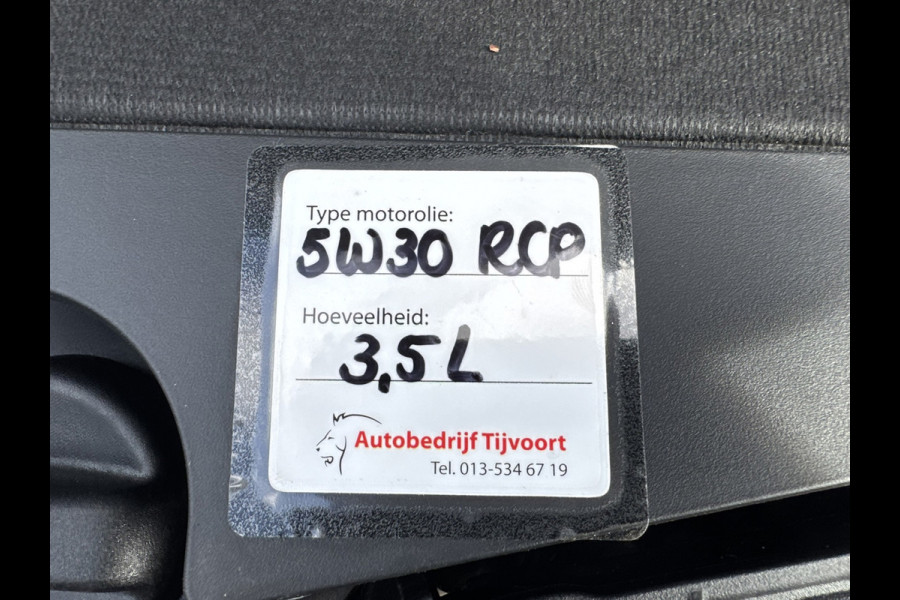 Type motorolie:
5W30 RCP
Hoeveelheid:
3,5L
Autobedrijf Tijvoort
Tel. 013-534 67 19